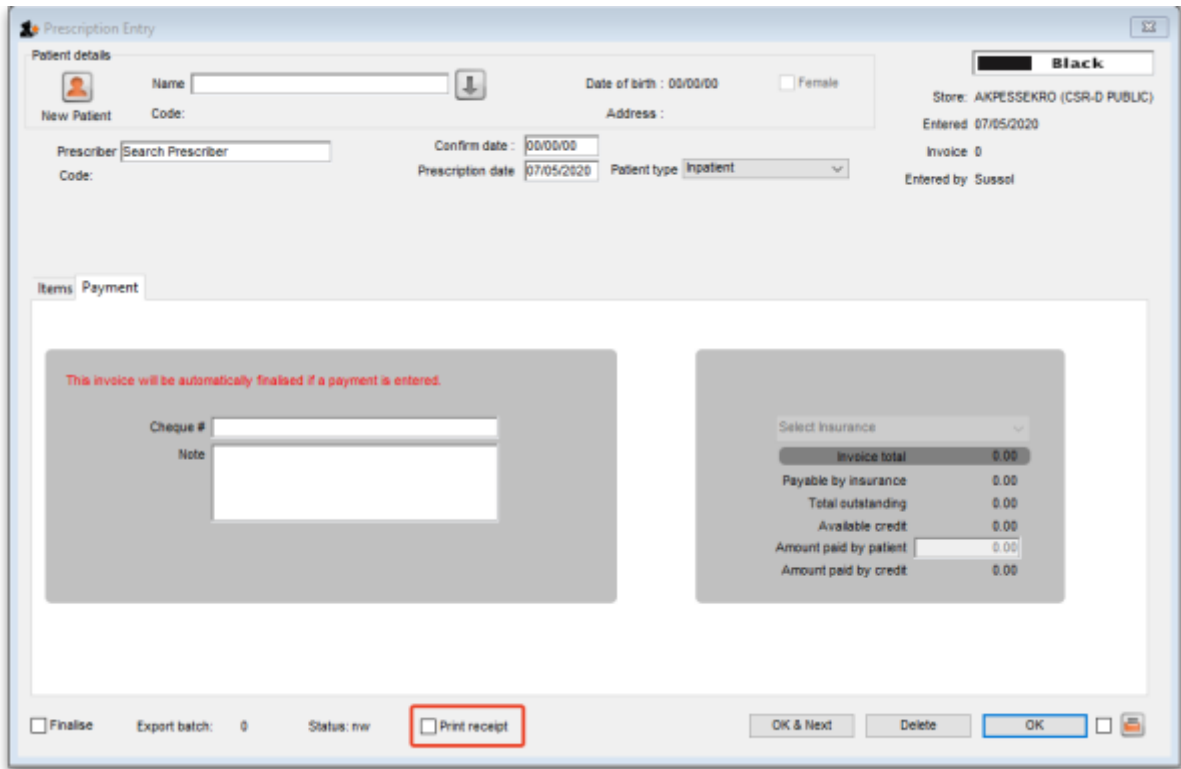 Prescription Entry
Patient details
Black
Name
Date of birth : 00/00/00
Female
Store: AKPESSEKRO (CSR-D PUBLIC)
New Patient
Code:
Address :
Entered 07/05/2020
Prescriber Search Prescriber
Confirm date : 00/00/00
Invoice 0
Code:
Prescription date 07/05/2020
Patient type Inpatient
Entered by Sussol
Items Payment
This invoice will be automatically finalised if a payment is entered.
Cheque #
Note
Select Insurance
Invoice total 0.00
Payable by insurance 0.00
Total outstanding 0.00
Available credit 0.00
Amount paid by patient 0.00
Amount paid by credit 0.00
Finalise
Export batch: 0
Status: nw
Print receipt
OK & Next
Delete
OK